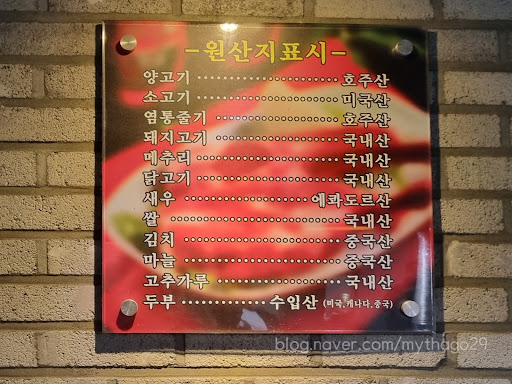 -원산지표시-
양고기 ························ 호주산
소고기 ························ 미국산
염통줄기 ····················· 호주산
돼지고기 ······················· 국내산
메추리 ························ 국내산
닭고기 ························ 국내산
새우 ····················· 에콰도르산
쌀 ····························· 국내산
김치 ··························· 중국산
마늘 ··························· 중국산
고추가루 ····················· 국내산
두부 ·············· 수입산 (미국,캐나다,중국)
blog.naver.com/mythago29